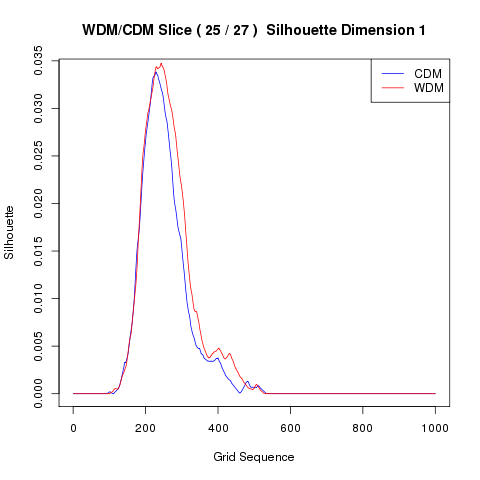 WDM/CDM Slice ( 25 / 27 )  Silhouette Dimension 1
CDM
WDM
Silhouette
0.035
0.030
0.025
0.020
0.015
0.010
0.005
0.000
0 200 400 600 800 1000
Grid Sequence